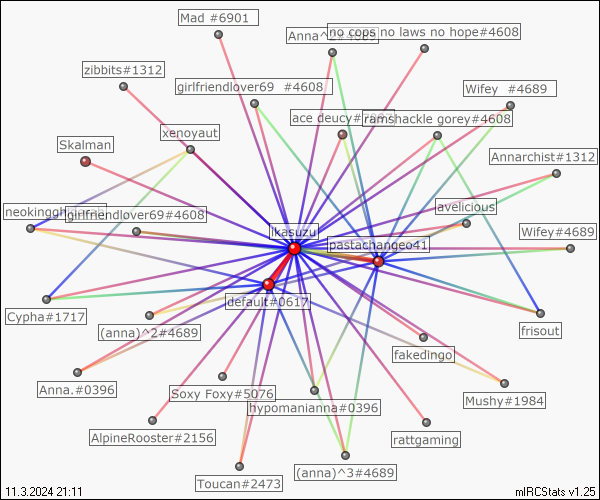 Mad #6901
Anna^
no cops no laws no hope#4608
zibbits#1312
girlfriendlover69 #4608
Wifey #4689
ace deucy#
ramshackle gorey#4608
xenoyaut
Skalman
Annarchist#1312
neokinggh
girlfriendlover69#4608
avelicious
likasuzu
pastachangeo41
Wifey#4689
default#0617
Cypha#1717
(anna)^2#4689
frisout
fakedingo
Anna.#0396
Soxy Foxy#5076
hypomanianna#0396
Mushy#1984
AlpineRooster#2156
rattgaming
Toucan#2473
(anna)^3#4689
11.3.2024 21:11
mIRCStats v1.25